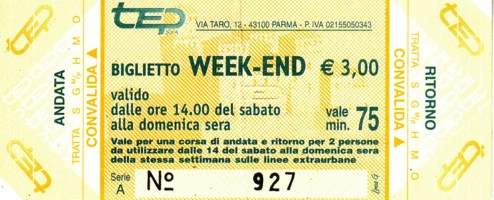 tep spa
VIA TARO, 12 - 43100 PARMA - P. IVA 02155050343
BIGLIETTO WEEK-END € 3,00
valido
dalle ore 14.00 del sabato
alla domenica sera
vale
min. 75
Vale per una corsa di andata e ritorno per 2 persone
da utilizzare dalle 14 del sabato alla domenica sera
della stessa settimana sulle linee extraurbane
Serie
A
No 927
ANDATA
CONVALIDA
TRATTA S G H M O
RITORNO
CONVALIDA
TRATTA S G H M O